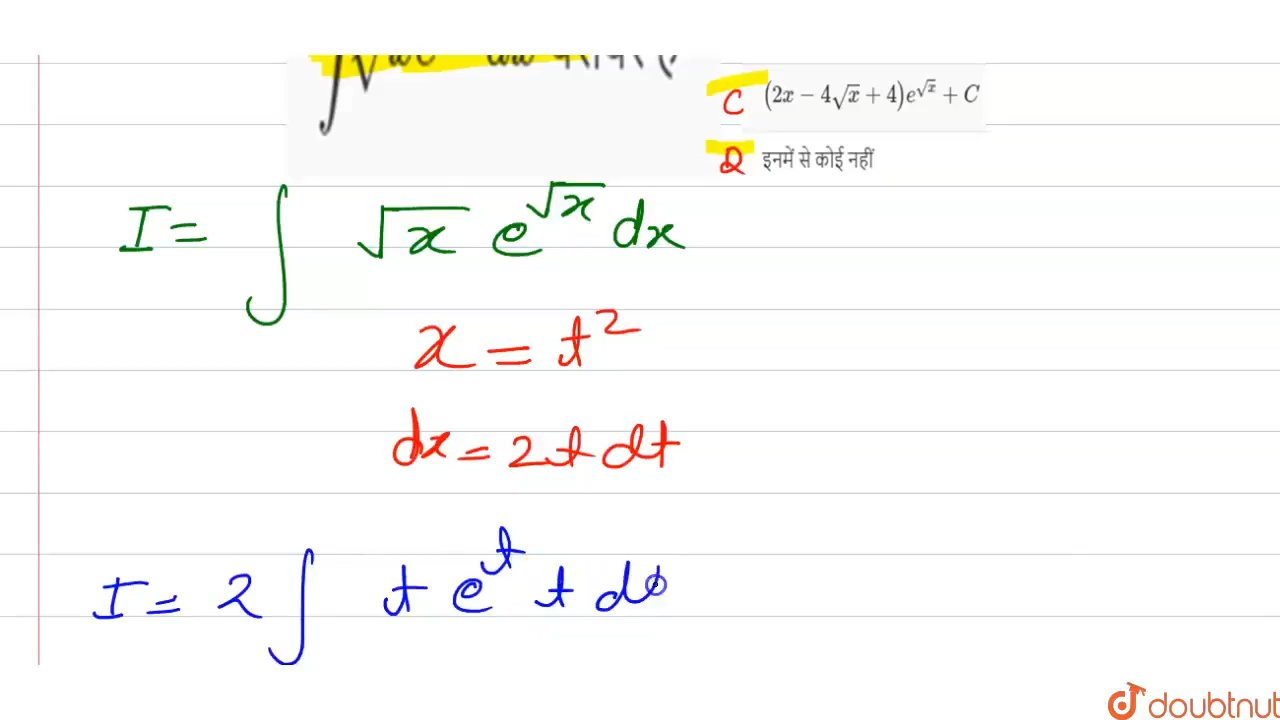 C (2x − 4√x + 4)e^√x + C
D इनमें से कोई नहीं
I = ∫ √x e^√x dx
x = t²
dx = 2t dt
I = 2 ∫ t e^t t dt
doubtnut